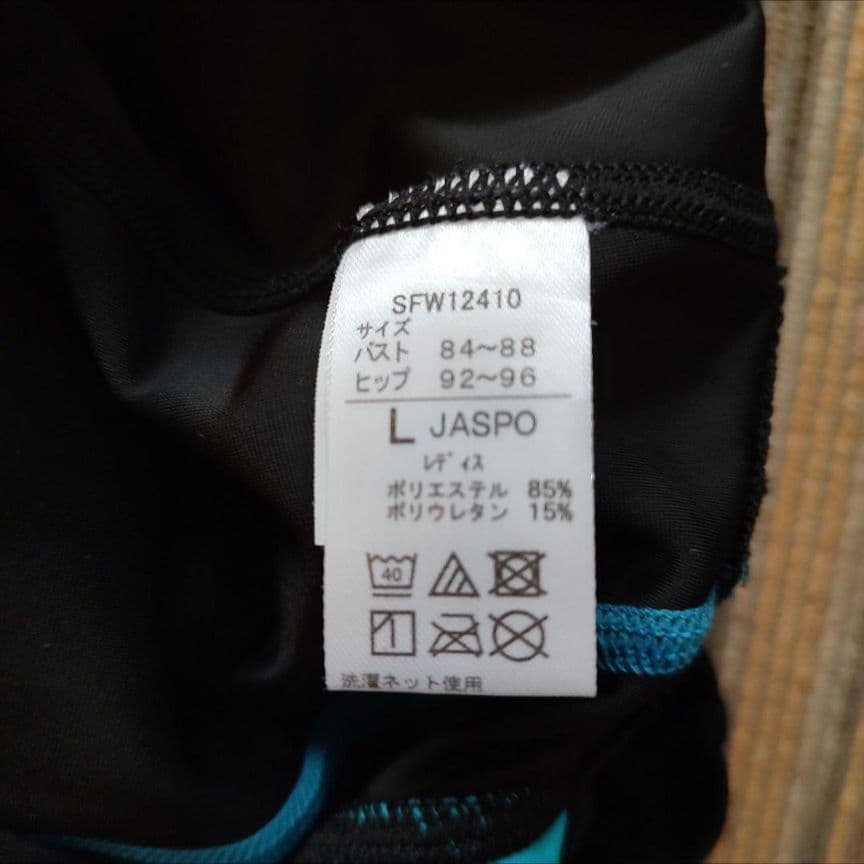 SFW12410
サイズ
バスト 84～88
ヒップ 92～96
L JASPO
レディス
ポリエステル 85%
ポリウレタン 15%
40
洗濯ネット使用